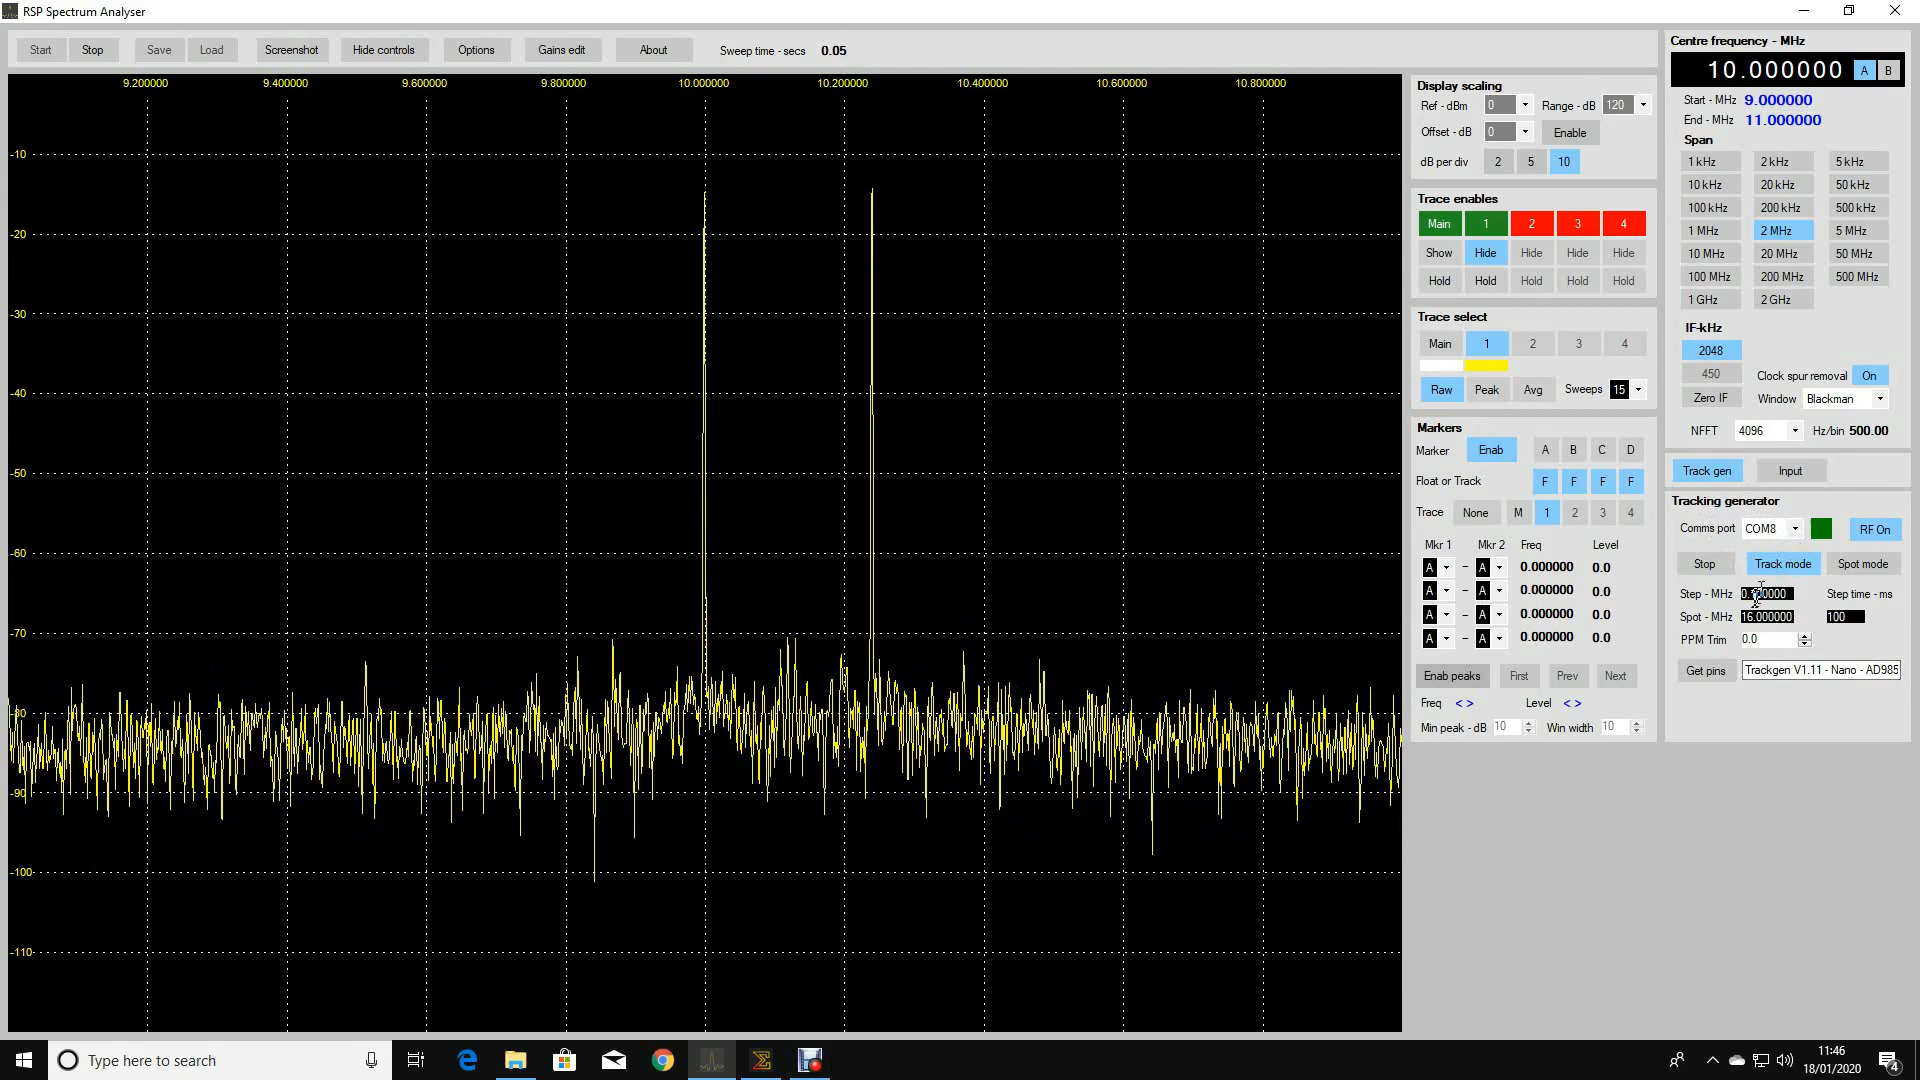 RSP Spectrum Analyser
Start Stop Save Load Screenshot Hide controls Options Gains edit About Sweep time - secs 0.05
9.200000 9.400000 9.600000 9.800000 10.000000 10.200000 10.400000 10.600000 10.800000
-10
-20
-30
-40
-50
-60
-70
-80
-90
-100
-110
Display scaling
Ref - dBm 0 Range - dB 120
Offset - dB 0 Enable
dB per div 2 5 10
Trace enables
Main 1 2 3 4
Show Hide Hide Hide Hide
Hold Hold Hold Hold Hold
Trace select
Main 1 2 3 4
Raw Peak Avg Sweeps 15
Markers
Marker Enab A B C D
Float or Track F F F F
Trace None M 1 2 3 4
Mkr 1 Mkr 2 Freq Level
A - A 0.000000 0.0
A - A 0.000000 0.0
A - A 0.000000 0.0
A - A 0.000000 0.0
Enab peaks First Prev Next
Freq < > Level < >
Min peak - dB 10 Win width 10
Centre frequency - MHz
10.000000 A B
Start - MHz 9.000000
End - MHz 11.000000
Span
1 kHz 2 kHz 5 kHz
10 kHz 20 kHz 50 kHz
100 kHz 200 kHz 500 kHz
1 MHz 2 MHz 5 MHz
10 MHz 20 MHz 50 MHz
100 MHz 200 MHz 500 MHz
1 GHz 2 GHz
IF-kHz
2048
450 Clock spur removal On
Zero IF Window Blackman
NFFT 4096 Hz/bin 500.00
Track gen Input
Tracking generator
Comms port COM8 RF On
Stop Track mode Spot mode
Step - MHz Step time - ms
Spot - MHz 16.000000 100
PPM Trim 0.0
Get pins Trackgen V1.11 - Nano - AD985
Type here to search
11:46
18/01/2020
4